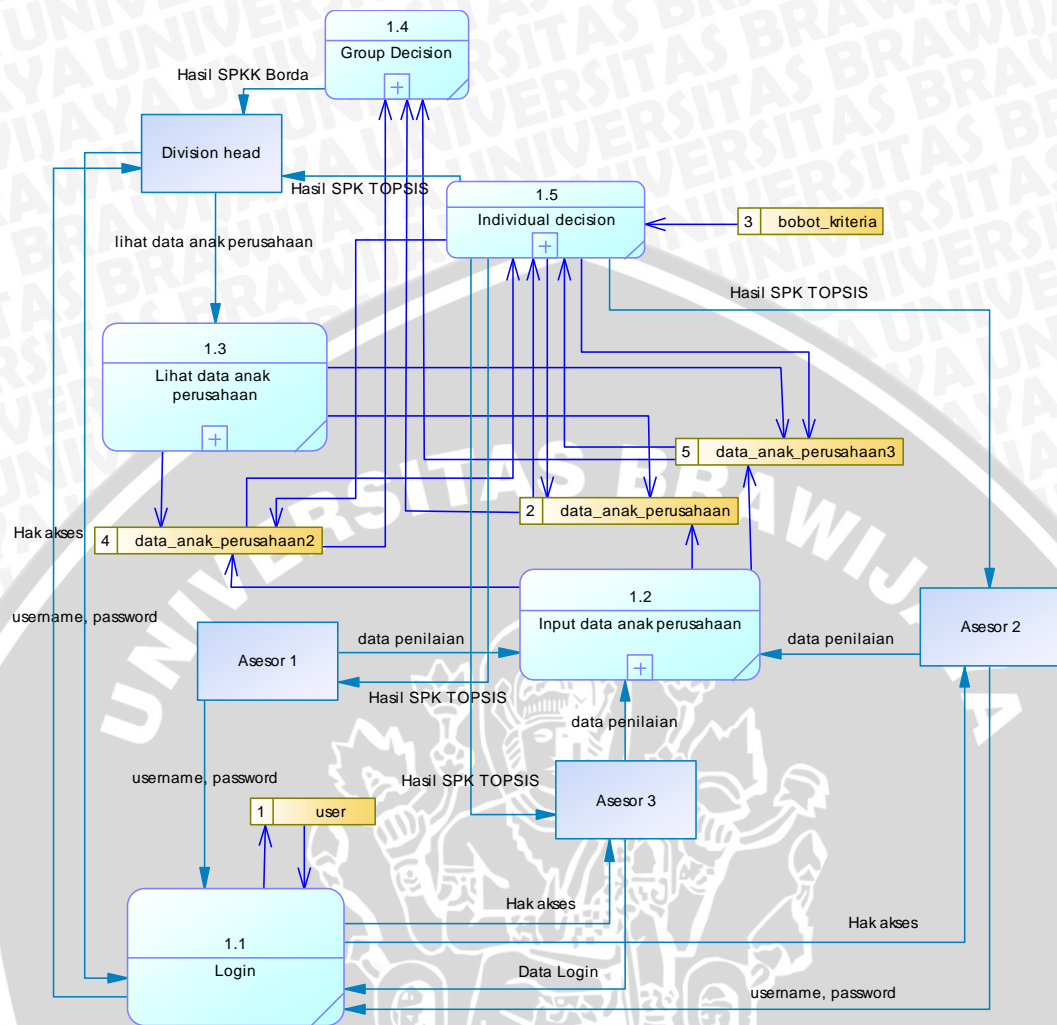 1.4
Group Decision
Hasil SPKK Borda
Division head
Hasil SPK TOPSIS
1.5
Individual decision
3 bobot_kriteria
lihat data anak perusahaan
Hasil SPK TOPSIS
1.3
Lihat data anak
perusahaan
5 data_anak_perusahaan3
2 data_anak_perusahaan
Hak akses
4 data_anak_perusahaan2
1.2
Input data anak perusahaan
username, password
Asesor 1
data penilaian
data penilaian
Asesor 2
Hasil SPK TOPSIS
data penilaian
username, password
Hasil SPK TOPSIS
Asesor 3
1 user
Hak akses
Hak akses
1.1
Login
Data Login
username, password
UNIVERSITAS BRAWIJAYA